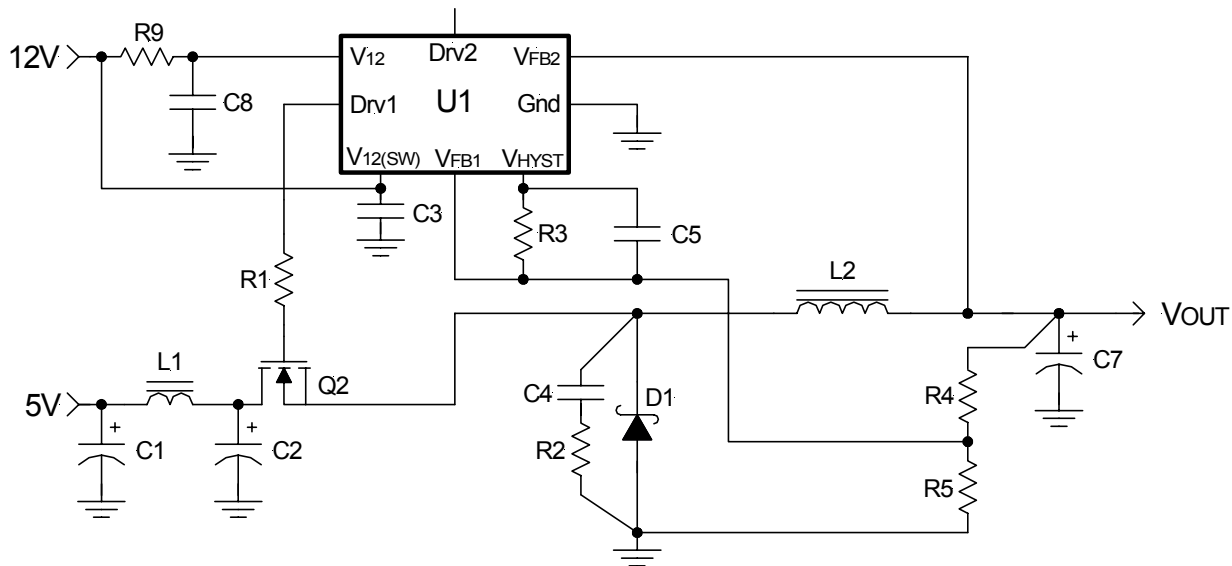 12V
R9
C8
V12
Drv2
VFB2
U1
Drv1
Gnd
V12(SW)
VFB1
VHYST
C3
R3
C5
R1
L2
VOUT
L1
Q2
C4
D1
+
C7
R4
5V
+
C1
+
C2
R2
R5